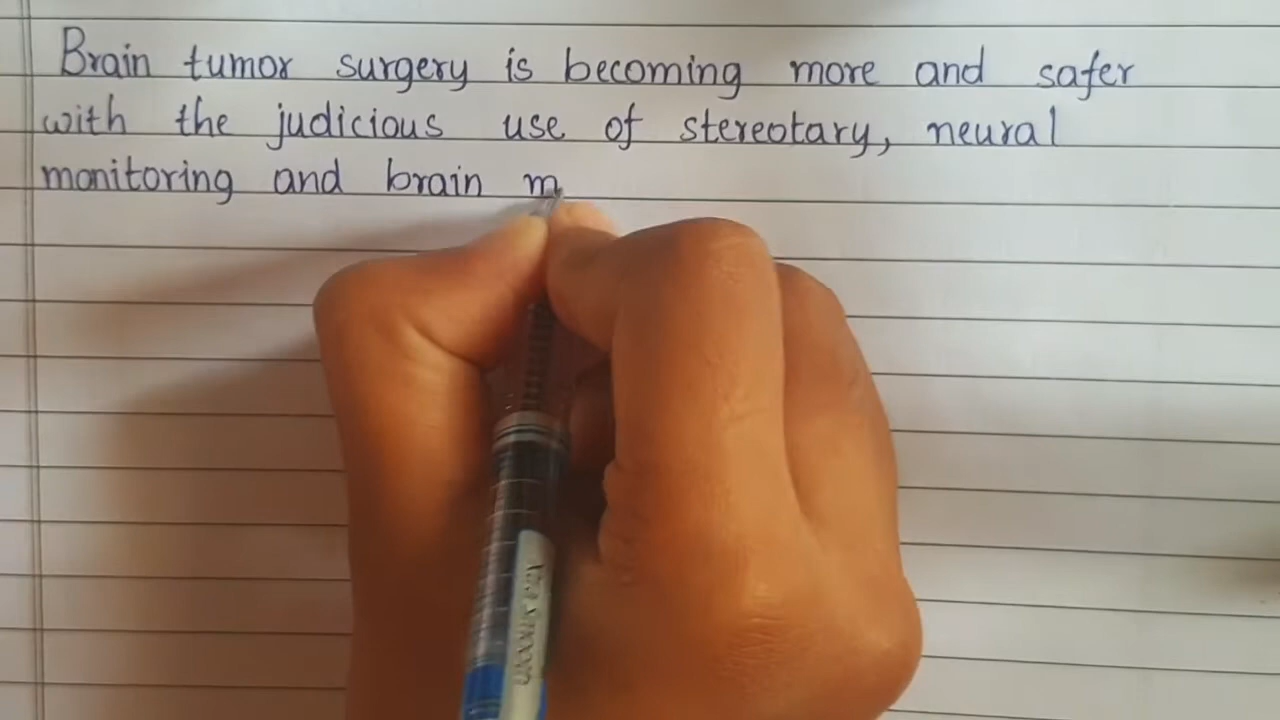 Brain tumor surgery is becoming more and safer
with the judicious use of stereotary, neural
monitoring and brain m